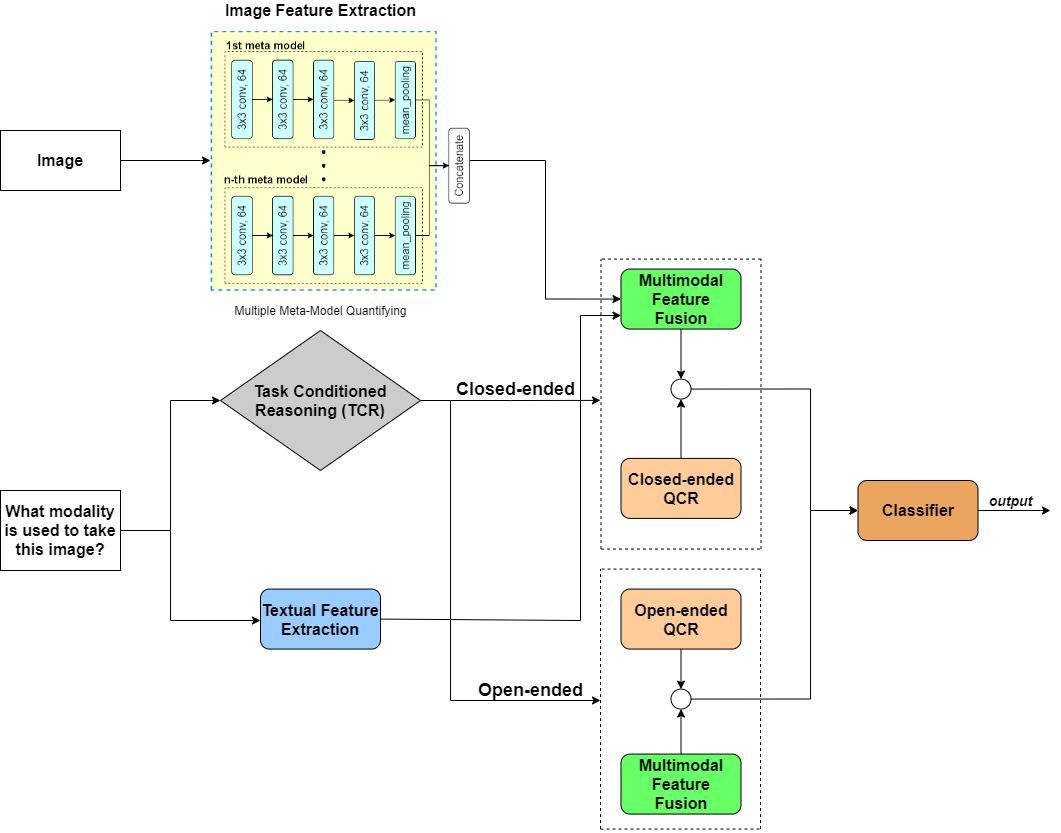 Image Feature Extraction
1st meta model
3x3 conv, 64
3x3 conv, 64
3x3 conv, 64
3x3 conv, 64
mean_pooling
Image
Concatenate
n-th meta model
3x3 conv, 64
3x3 conv, 64
3x3 conv, 64
3x3 conv, 64
mean_pooling
Multiple Meta-Model Quantifying
Multimodal
Feature
Fusion
Task Conditioned
Reasoning (TCR)
Closed-ended
Closed-ended
QCR
What modality
is used to take
this image?
Classifier
output
Textual Feature
Extraction
Open-ended
QCR
Open-ended
Multimodal
Feature
Fusion